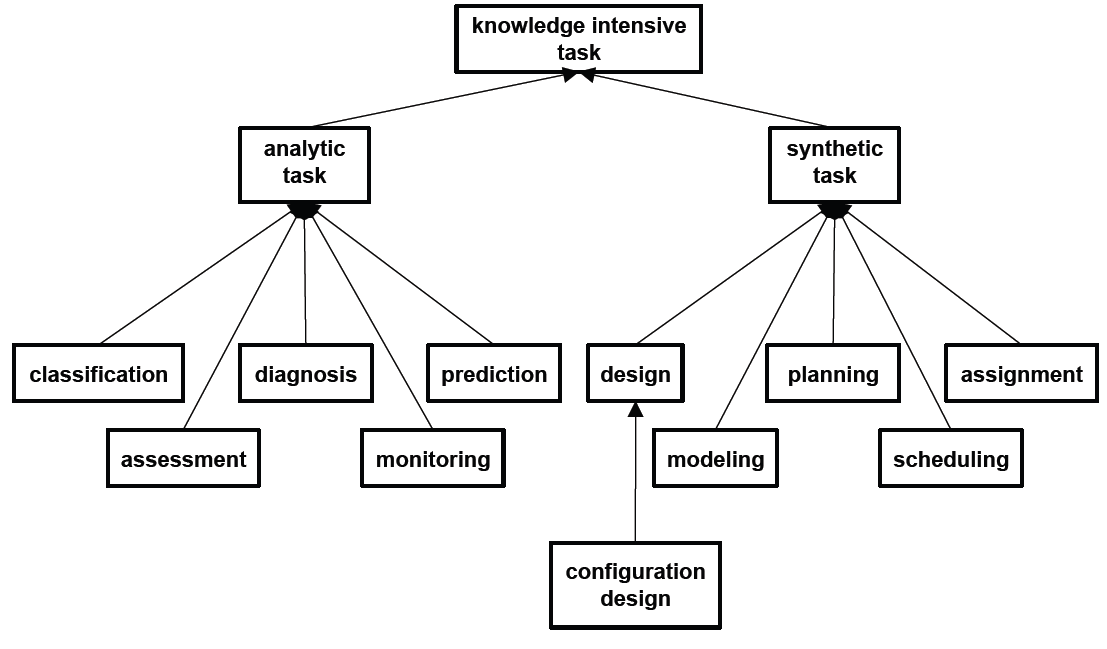 knowledge intensive
task
analytic
task
synthetic
task
classification
diagnosis
prediction
design
planning
assignment
assessment
monitoring
modeling
scheduling
configuration
design